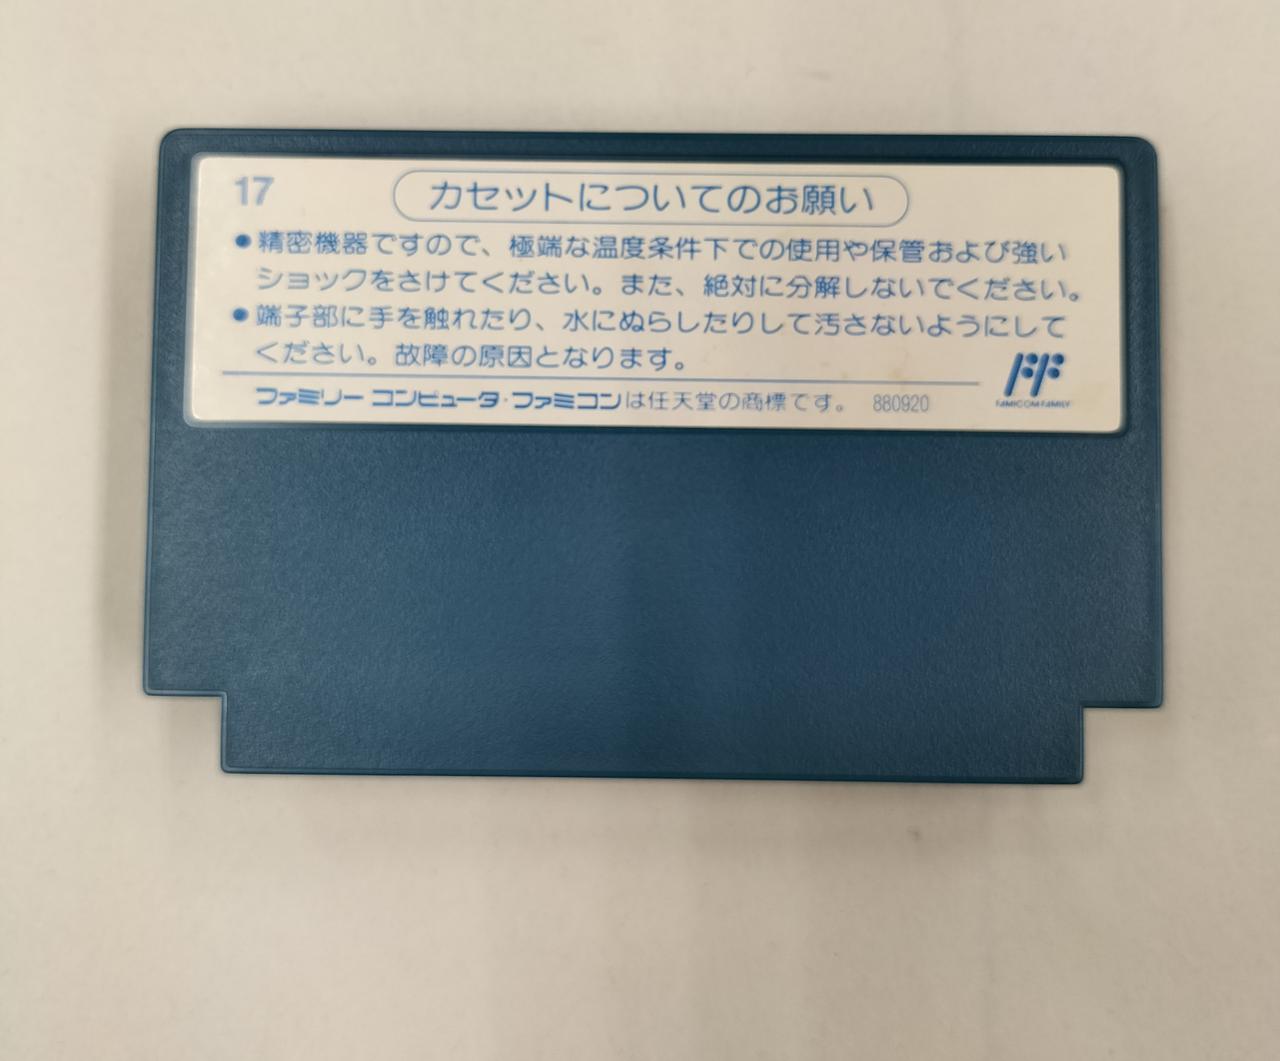 17
カセットについてのお願い
●精密機器ですので、極端な温度条件下での使用や保管および強い
ショックをさけてください。また、絶対に分解しないでください。
●端子部に手を触れたり、水にぬらしたりして汚さないようにして
ください。故障の原因となります。
ファミリー コンピュータ・ファミコンは任天堂の商標です。 880920
FAMICOM FAMILY